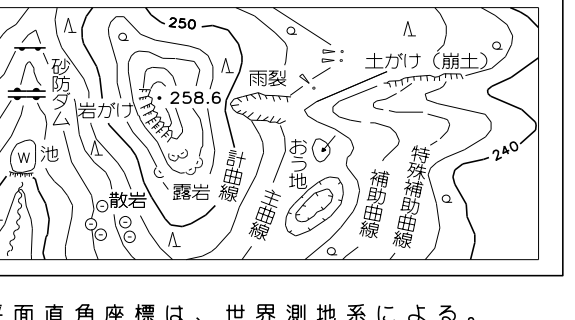 250
土がけ（崩土）
砂防ダム
雨裂
岩がけ
258.6
池
W
計曲線
おう地
240
特殊補助曲線
補助曲線
露岩
散岩
主曲線
平面直角座標は、世界測地系による。